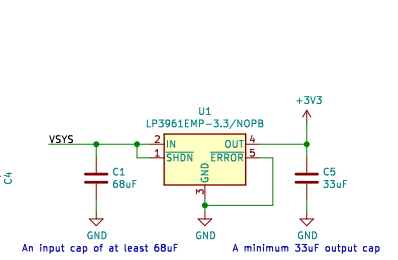 U1
LP3961EMP-3.3/NOPB
+3V3
VSYS
2 IN OUT 4
1 SHDN ERROR 5
GND
3
C4
C1
68uF
C5
33uF
GND GND GND
An input cap of at least 68uF
A minimum 33uF output cap